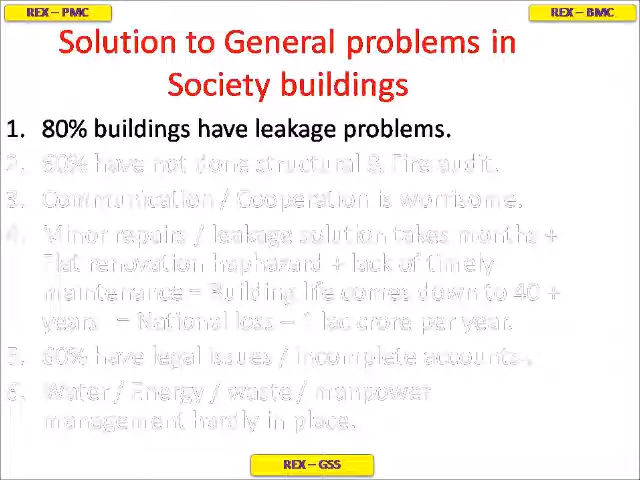 REX – PMC
REX – BMC
Solution to General problems in
Society buildings
1. 80% buildings have leakage problems.
2. 60% have not done structural & Fire audit.
3. Communication / Cooperation is worrisome.
4. Minor repairs / leakage solution takes months +
Flat renovation haphazard + lack of timely
maintenance = Building life comes down to 40 +
years = National loss – 1 lac crore per year.
5. 60% have legal issues / Incomplete accounts .
6. Water / Energy / waste / manpower
management hardly in place.
REX – GSS